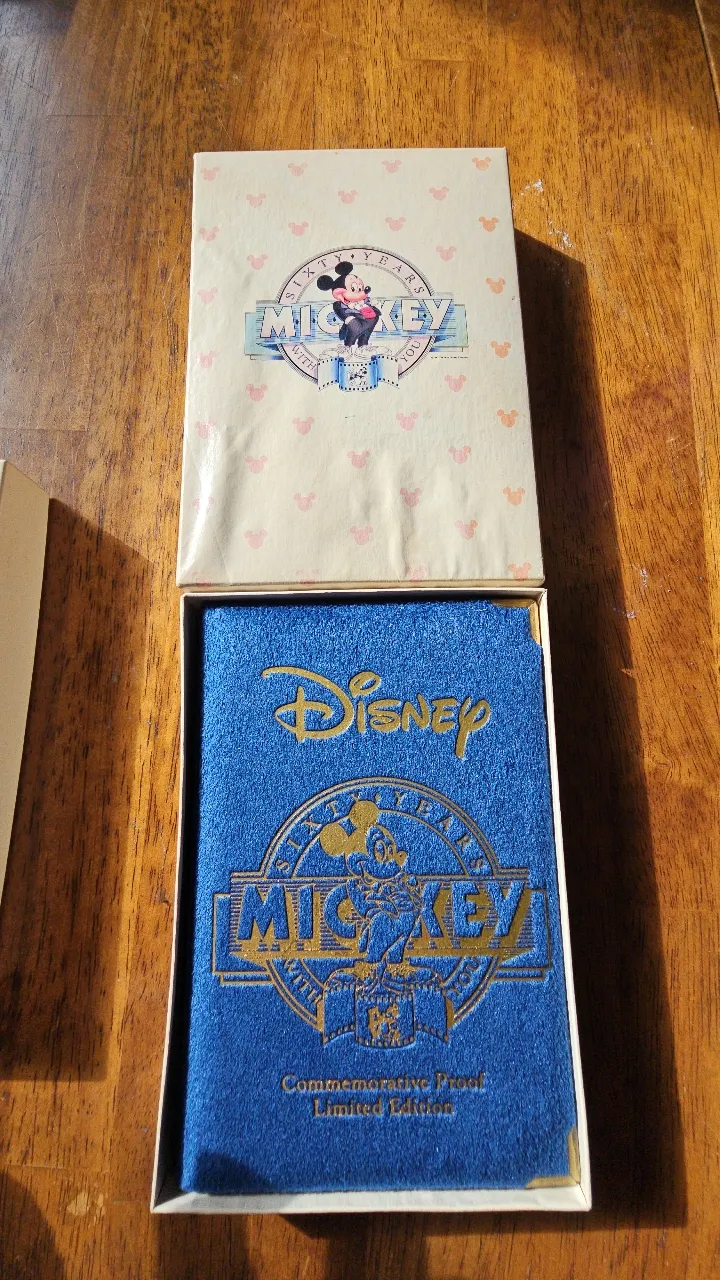 SIXTY • YEARS
MICKEY
WITH YOU
Disney
SIXTY • YEARS
MICKEY
WITH YOU
Commemorative Proof
Limited Edition